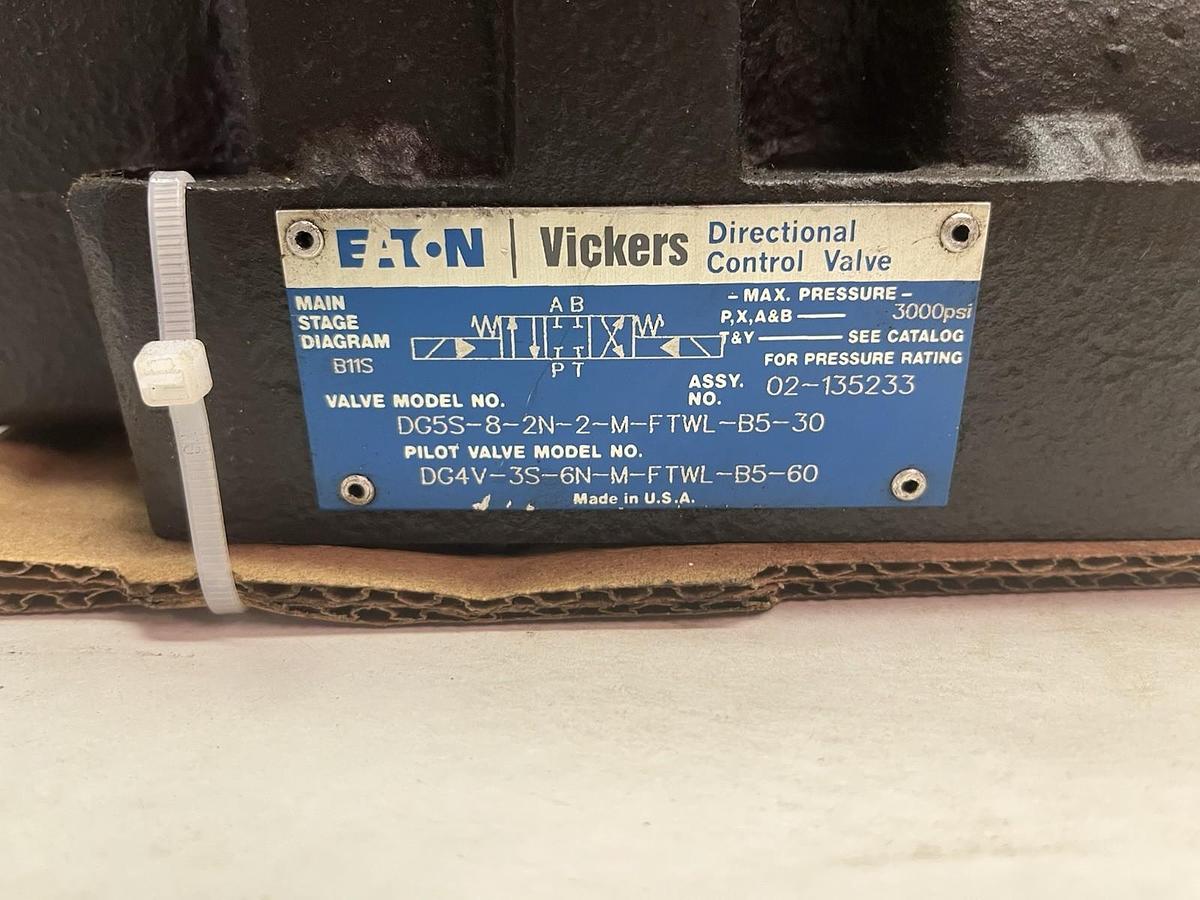 EATON | Vickers Directional
Control Valve
MAIN
STAGE
DIAGRAM
B11S
A B
P T
- MAX. PRESSURE -
P,X,A&B 3000psi
T&Y SEE CATALOG
FOR PRESSURE RATING
ASSY.
NO. 02-135233
VALVE MODEL NO.
DG5S-8-2N-2-M-FTWL-B5-30
PILOT VALVE MODEL NO.
DG4V-3S-6N-M-FTWL-B5-60
Made in U.S.A.